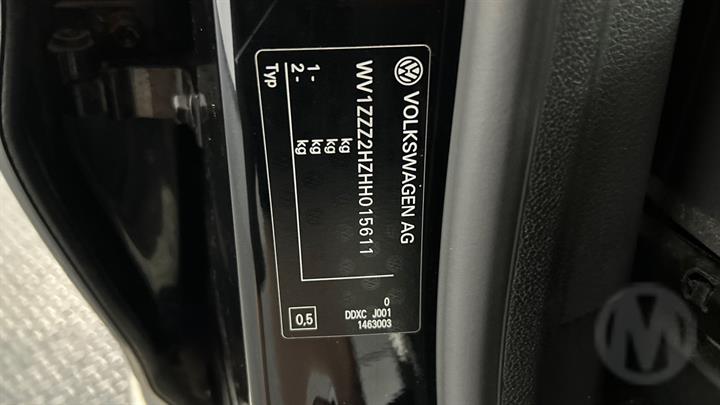 VOLKSWAGEN AG
WV1ZZZ2HZHH015611
kg
kg
1- kg
2- kg
Typ
0
DDXC J001
1463003
0,5
M